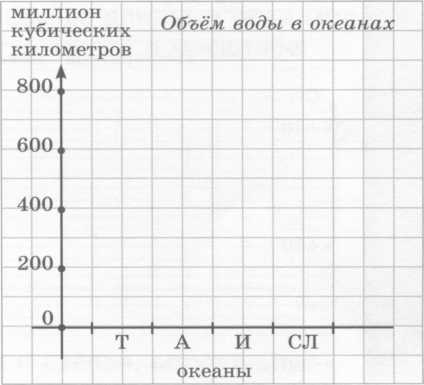 миллион
кубических
километров
Объём воды в океанах
800
600
400
200
0
Т А И СЛ
океаны